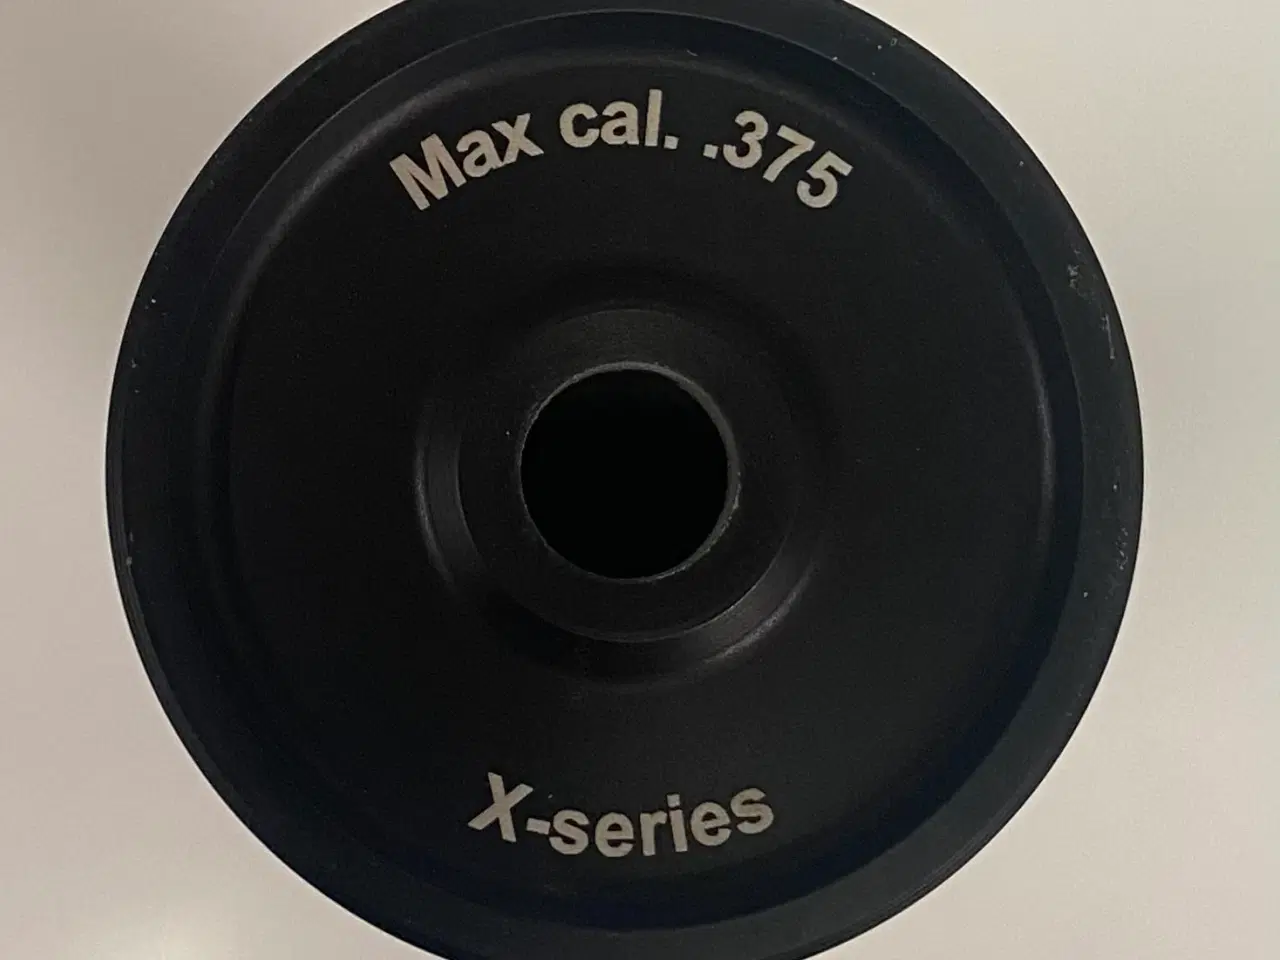 Max cal. .375
X-series